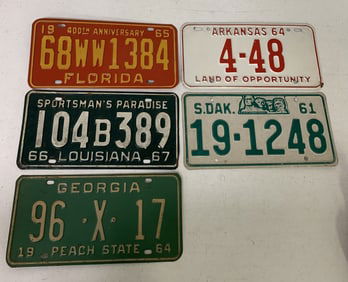 19 400th ANNIVERSARY 65
68WW1384
FLORIDA
ARKANSAS 64
4-48
LAND OF OPPORTUNITY
SPORTSMAN'S PARADISE
104B389
66 LOUISIANA 67
S.DAK. 61
19-1248
GEORGIA
96·X·17
19 PEACH STATE 64